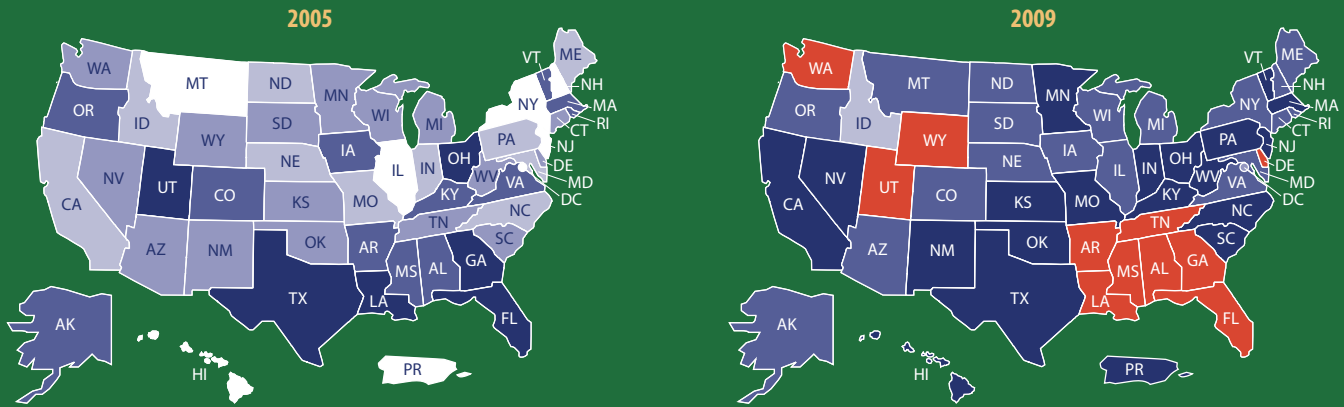 2005
WA
MT
ND
MN
VT
ME
NH
OR
ID
SD
WI
MI
NY
MA
RI
CT
WY
IA
PA
NJ
NE
IL
IN
OH
DE
NV
UT
CO
WV
VA
MD
DC
CA
KS
MO
KY
NC
TN
AZ
NM
OK
AR
SC
MS
AL
GA
TX
LA
FL
AK
HI
PR
2009
WA
MT
ND
MN
VT
ME
NH
OR
ID
SD
WI
MI
NY
MA
RI
CT
WY
IA
PA
NJ
NE
IL
IN
OH
DE
NV
UT
CO
WV
VA
MD
DC
CA
KS
MO
KY
NC
TN
AZ
NM
OK
AR
SC
MS
AL
GA
TX
LA
FL
AK
HI
PR